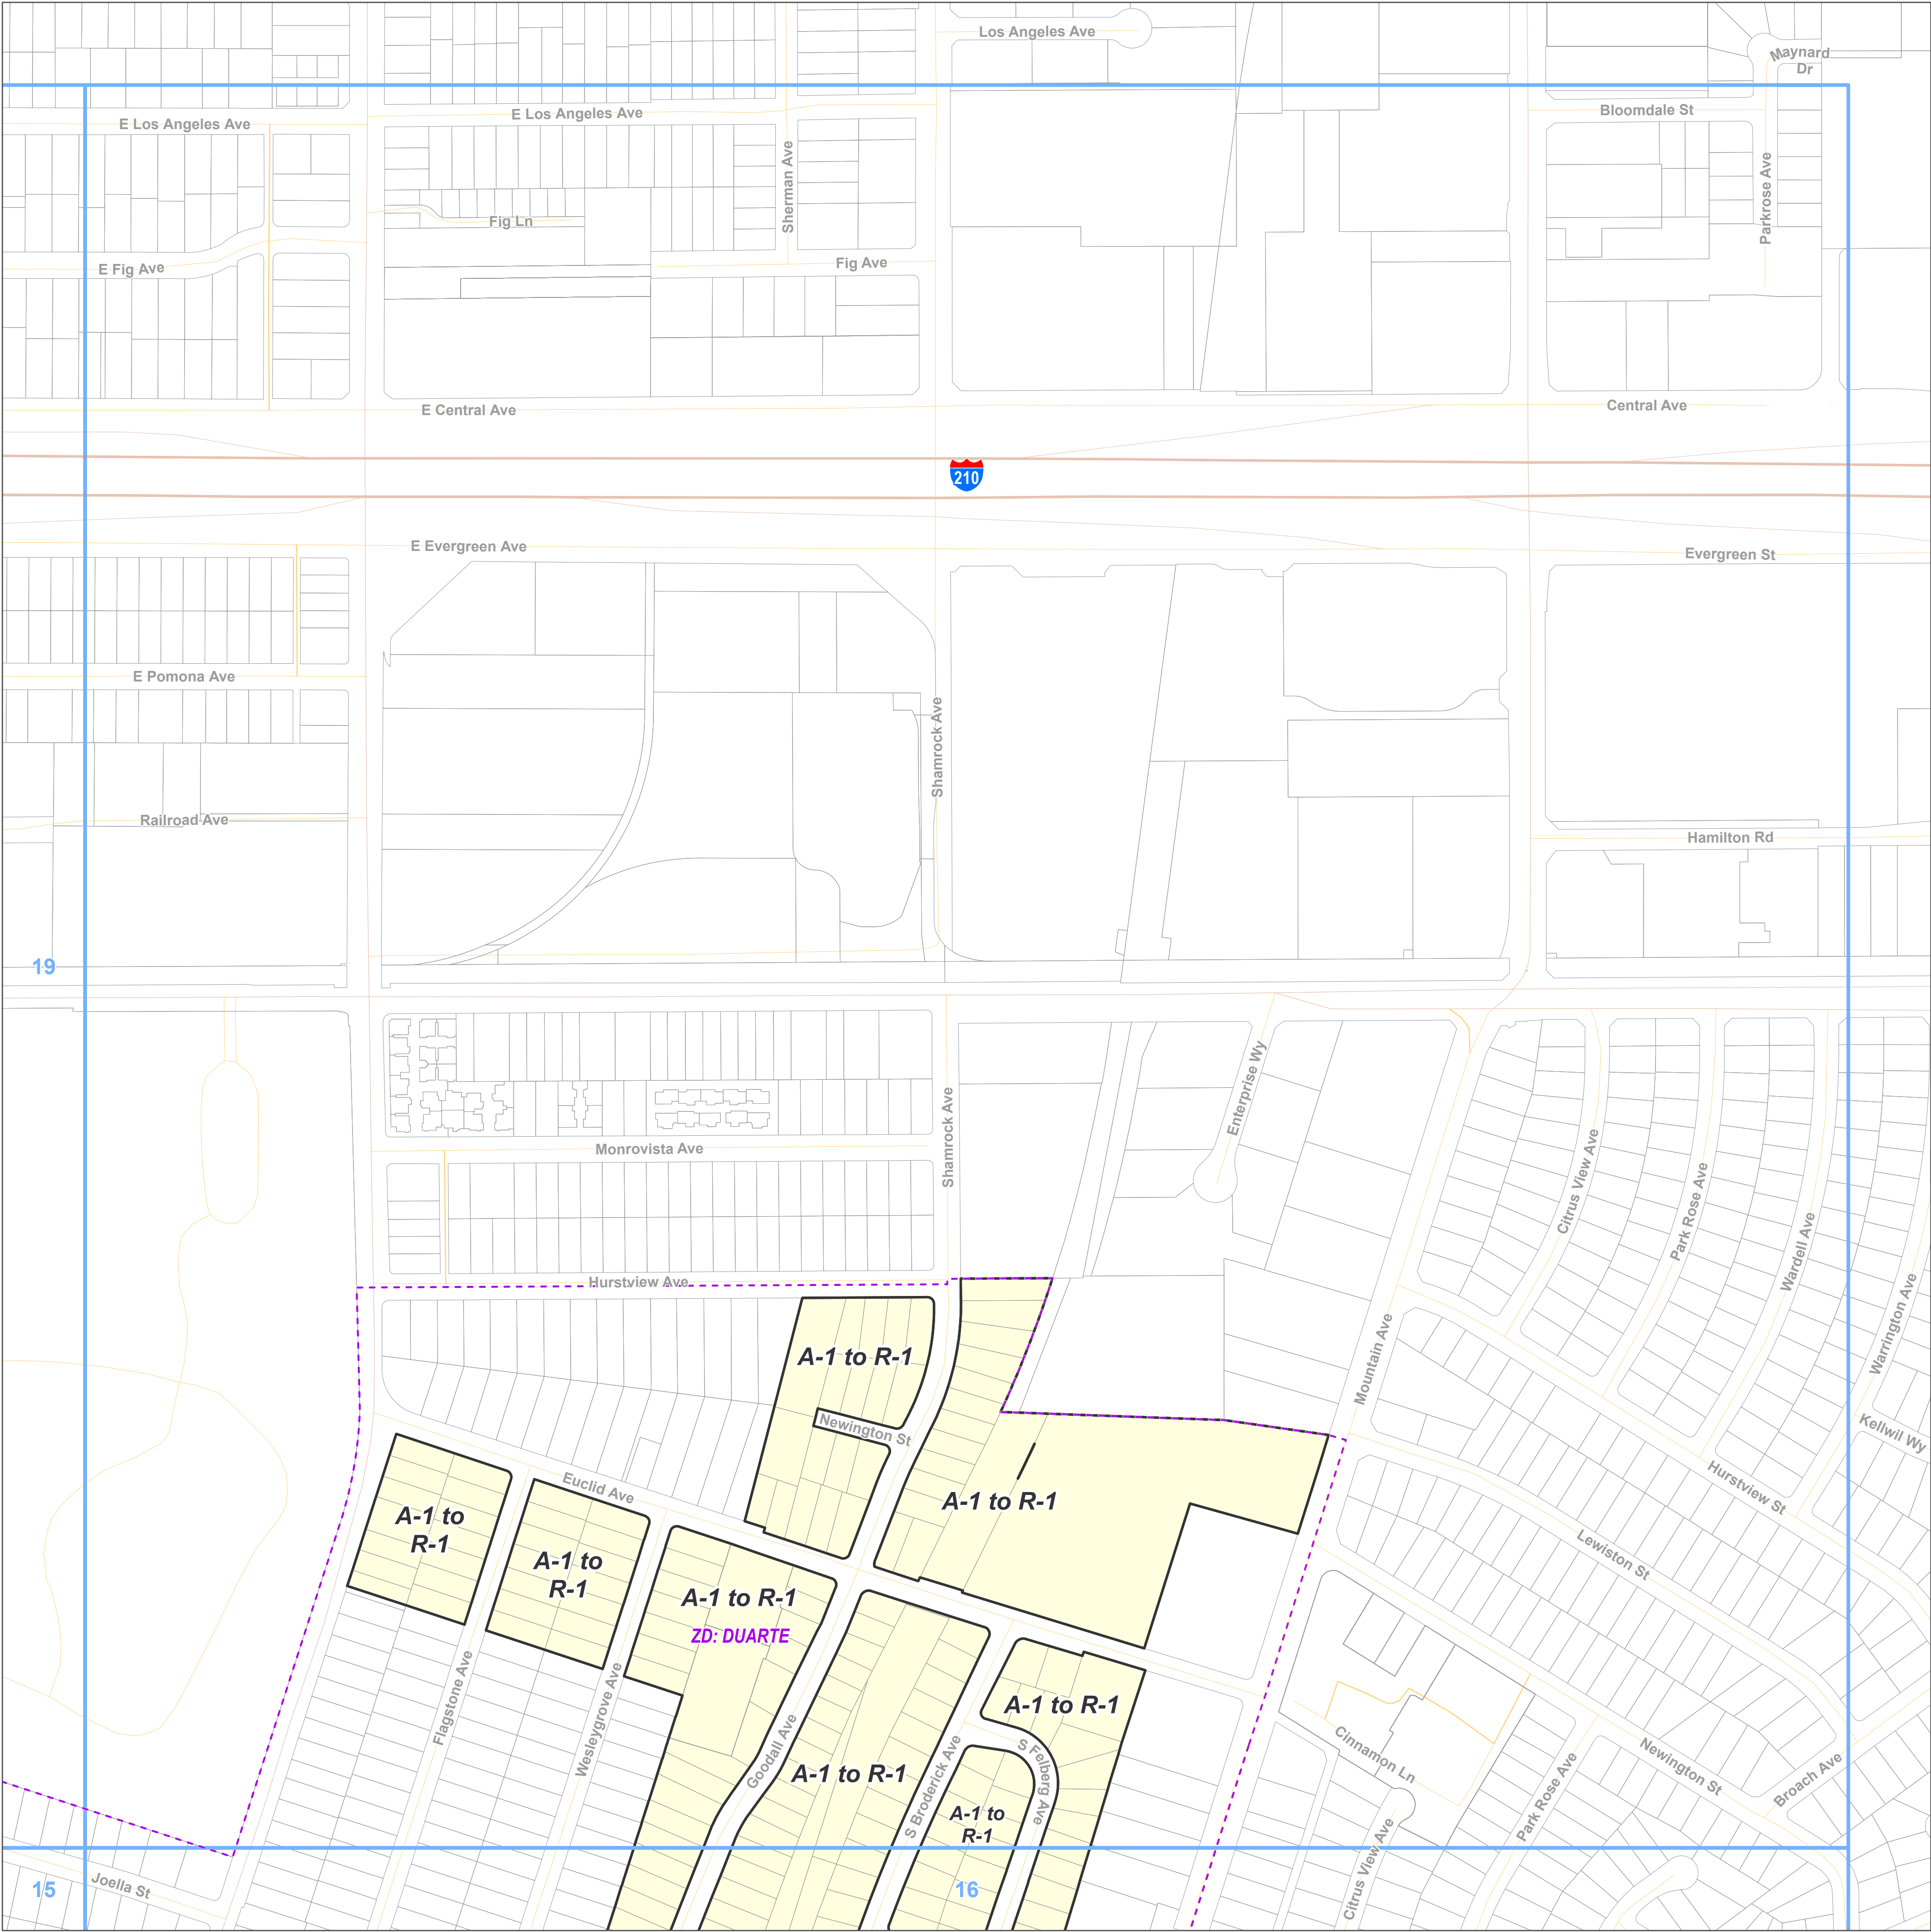 Los Angeles Ave
Maynard
Dr
E Los Angeles Ave
E Los Angeles Ave
Bloomdale St
Sherman Ave
Parkrose Ave
Fig Ln
E Fig Ave
Fig Ave
E Central Ave
Central Ave
210
E Evergreen Ave
Evergreen St
E Pomona Ave
Shamrock Ave
Railroad Ave
Hamilton Rd
19
Enterprise Wy
Shamrock Ave
Monrovista Ave
Citrus View Ave
Park Rose Ave
Wardell Ave
Hurstview Ave
Warrington Ave
Mountain Ave
A-1 to R-1
Newington St
Kellwil Wy
Euclid Ave
Hurstview St
A-1 to R-1
A-1 to
R-1
Lewiston St
A-1 to
R-1
A-1 to R-1
ZD: DUARTE
Flagstone Ave
Wesleygrove Ave
A-1 to R-1
Goodall Ave
A-1 to R-1
S Broderick Ave
S Felberg Ave
Cinnamon Ln
Newington St
Park Rose Ave
Broach Ave
A-1 to
R-1
Citrus View Ave
Joella St
15
16